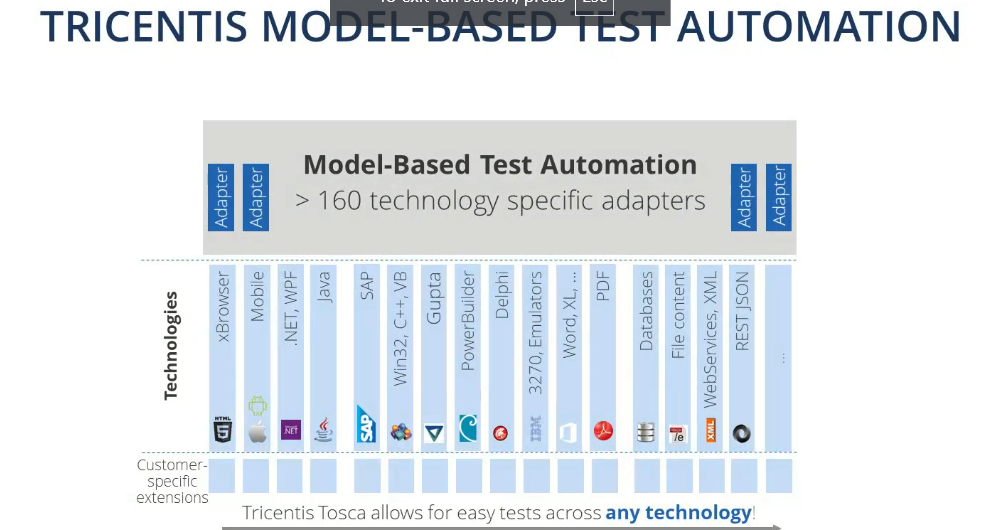 To exit full screen, press Esc
TRICENTIS MODEL-BASED TEST AUTOMATION
Model-Based Test Automation
> 160 technology specific adapters
Adapter
Adapter
Adapter
Adapter
Technologies
xBrowser
Mobile
.NET, WPF
Java
SAP
Win32, C++, VB
Gupta
PowerBuilder
Delphi
3270, Emulators
Word, XL, ...
PDF
Databases
File content
WebServices, XML
REST JSON
...
HTML
5
.NET
Java
SAP
IBM
XML
Customer-
specific
extensions
Tricentis Tosca allows for easy tests across any technology!